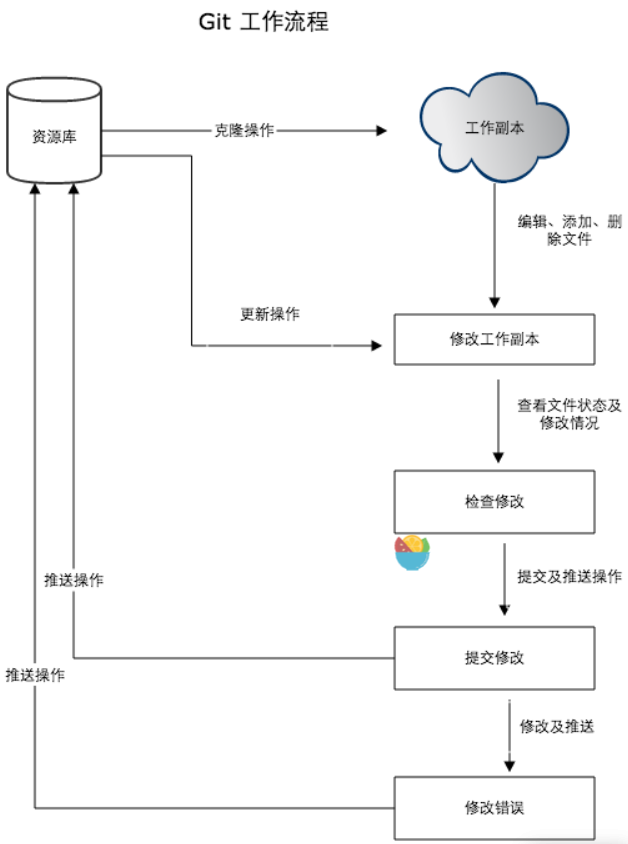 Git 工作流程
资源库
克隆操作
工作副本
编辑、添加、删
除文件
更新操作
修改工作副本
查看文件状态及
修改情况
检查修改
提交及推送操作
推送操作
提交修改
推送操作
修改及推送
修改错误